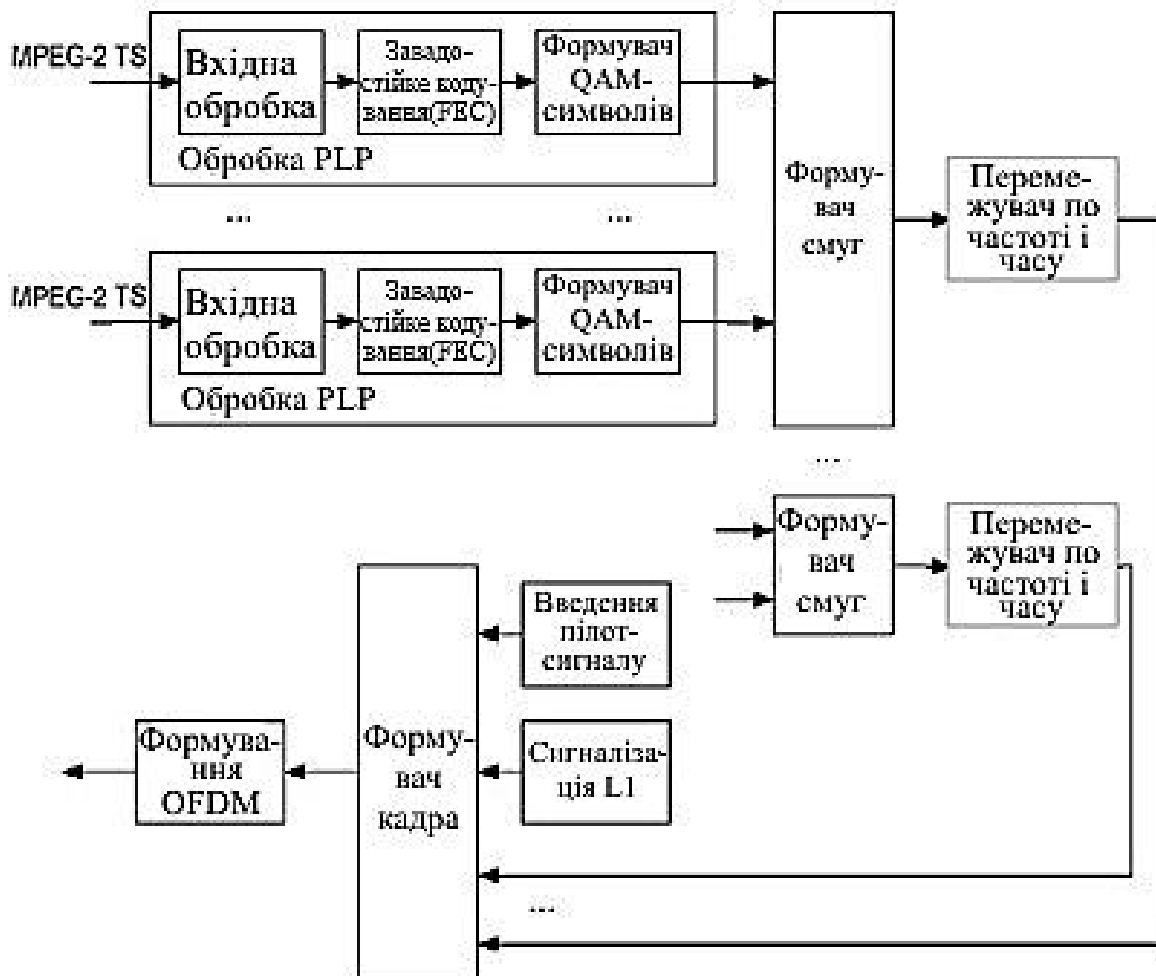 MPEG-2 TS
Вхідна
обробка
Завадо-
стійке коду-
вання(FEC)
Формувач
QAM-
символів
Обробка PLP
...
...
MPEG-2 TS
Вхідна
обробка
Завадо-
стійке коду-
вання(FEC)
Формувач
QAM-
символів
Обробка PLP
Форму-
вач
смуг
Переме-
жувач по
частоті і
часу
...
Форму-
вач
смуг
Переме-
жувач по
частоті і
часу
Введення
пілот-
сигналу
Сигналіза-
ція L1
Форму-
вач
кадра
Формува-
ння
OFDM
...